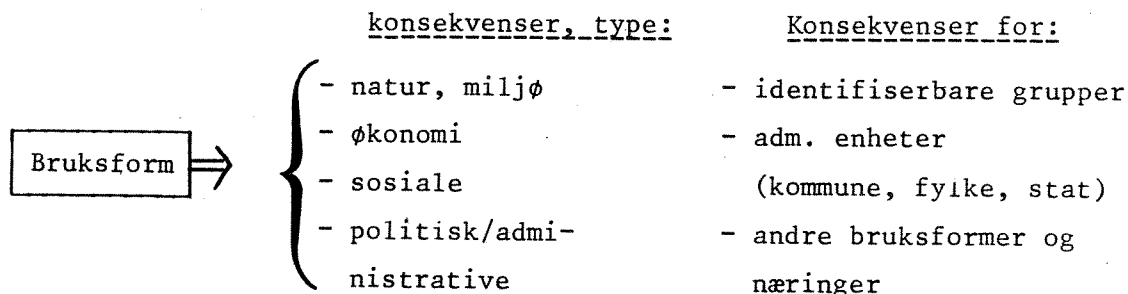 konsekvenser, type:
Konsekvenser for:
Bruksform
- natur, miljø
- økonomi
- sosiale
- politisk/admi-
nistrative
- identifiserbare grupper
- adm. enheter
(kommune, fylke, stat)
- andre bruksformer og
næringer